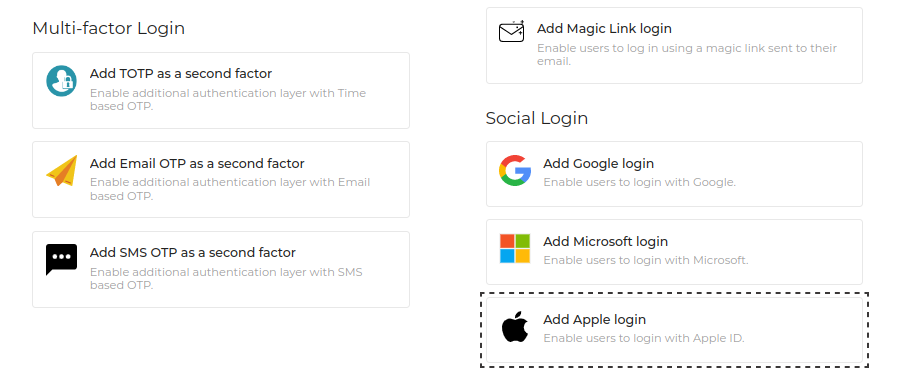 Multi-factor Login
Add TOTP as a second factor
Enable additional authentication layer with Time
based OTP.
Add Email OTP as a second factor
Enable additional authentication layer with Email
based OTP.
Add SMS OTP as a second factor
Enable additional authentication layer with SMS
based OTP.
Add Magic Link login
Enable users to log in using a magic link sent to their
email.
Social Login
Add Google login
Enable users to login with Google.
Add Microsoft login
Enable users to login with Microsoft.
Add Apple login
Enable users to login with Apple ID.